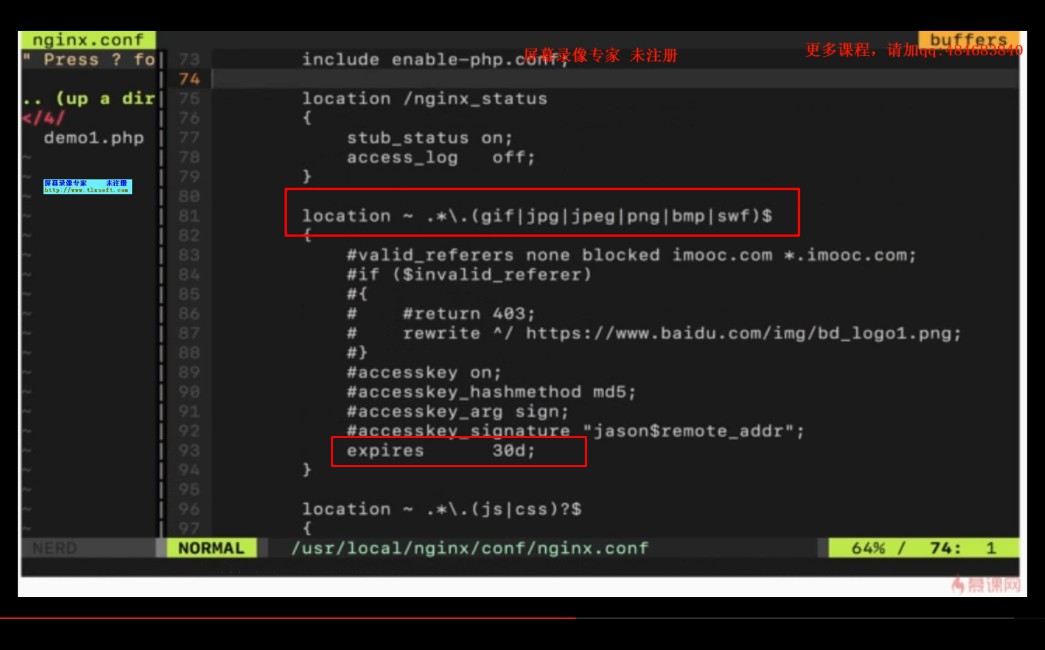 nginx.conf
buffers
屏幕录像专家 未注册
更多课程，请加qq:484683840
" Press ? fo
73 include enable-php.conf;
74
.. (up a dir
75 location /nginx_status
</4/
76 {
demo1.php
77 stub_status on;
78 access_log off;
79 }
屏幕录像专家 未注册
http://www.tlxsoft.com
80
81 location ~ .*\.(gif|jpg|jpeg|png|bmp|swf)$
82 {
83 #valid_referers none blocked imooc.com *.imooc.com;
84 #if ($invalid_referer)
85 #{
86 # #return 403;
87 # rewrite ^/ https://www.baidu.com/img/bd_logo1.png;
88 #}
89 #accesskey on;
90 #accesskey_hashmethod md5;
91 #accesskey_arg sign;
92 #accesskey_signature "jason$remote_addr";
93 expires 30d;
94 }
95
96 location ~ .*\.(js|css)?$
97 {
NERD
NORMAL /usr/local/nginx/conf/nginx.conf 64% / 74: 1
慕课网